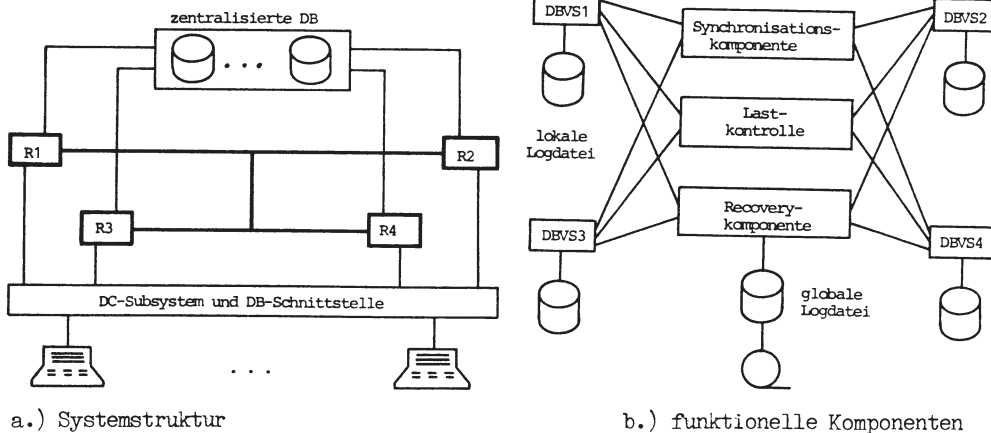 zentralisierte DB
...
R1
R2
R3
R4
DC-Subsystem und DB-Schnittstelle
...
a.) Systemstruktur
DBVS1
Synchronisations-
komponente
DBVS2
lokale
Logdatei
Last-
kontrolle
DBVS3
Recovery-
komponente
DBVS4
globale
Logdatei
b.) funktionelle Komponenten